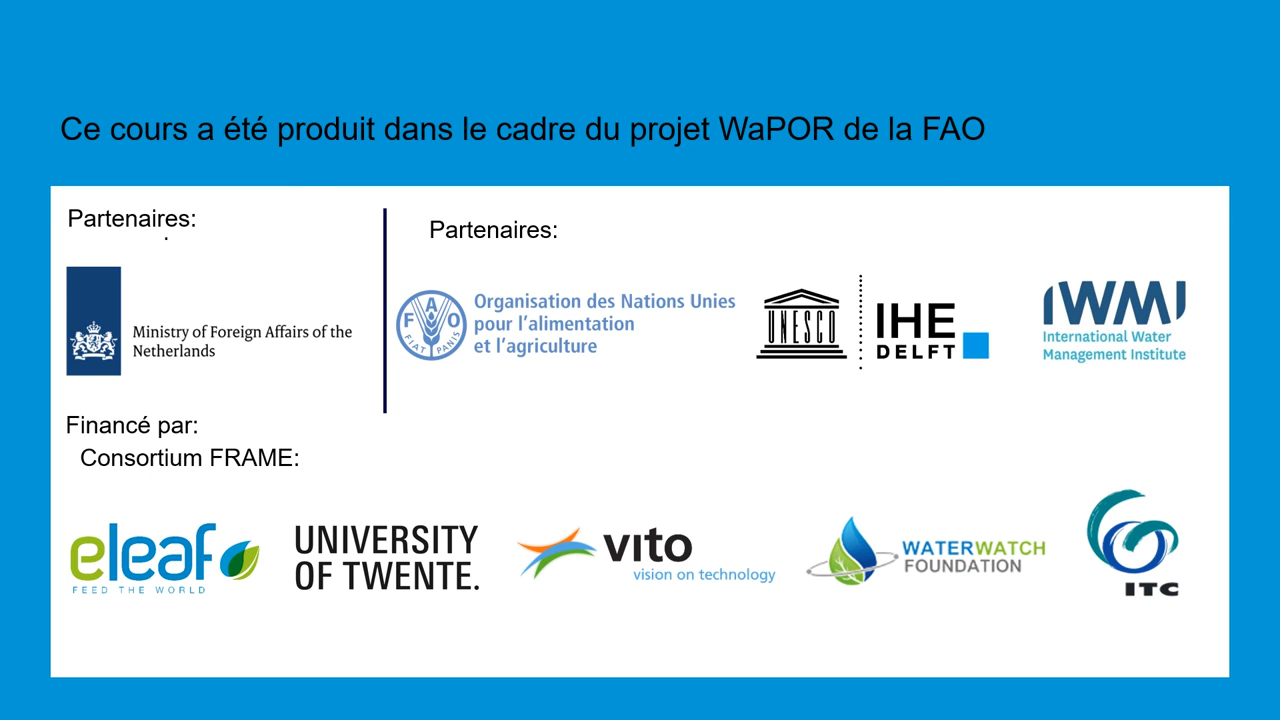 Ce cours a été produit dans le cadre du projet WaPOR de la FAO
Partenaires:
.
Ministry of Foreign Affairs of the
Netherlands
Partenaires:
F A O
FIAT PANIS
Organisation des Nations Unies
pour l'alimentation
et l'agriculture
UNESCO
IHE
DELFT
IWMI
International Water
Management Institute
Financé par:
Consortium FRAME:
eleaf
FEED THE WORLD
UNIVERSITY
OF TWENTE.
vito
vision on technology
WATERWATCH
FOUNDATION
ITC